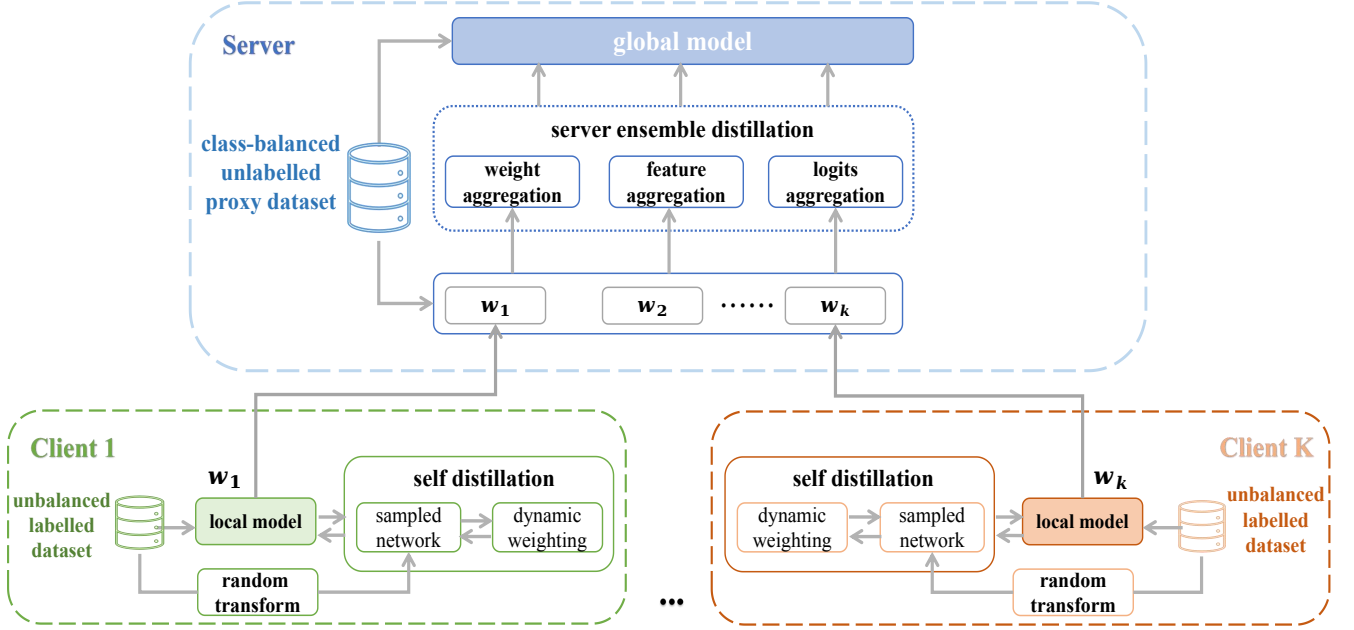 Server
global model
class-balanced
unlabelled
proxy dataset
server ensemble distillation
weight
aggregation
feature
aggregation
logits
aggregation
w₁
w₂
······
wₖ
Client 1
w₁
unbalanced
labelled
dataset
local model
self distillation
sampled
network
dynamic
weighting
random
transform
...
Client K
self distillation
dynamic
weighting
sampled
network
wₖ
local model
unbalanced
labelled
dataset
random
transform